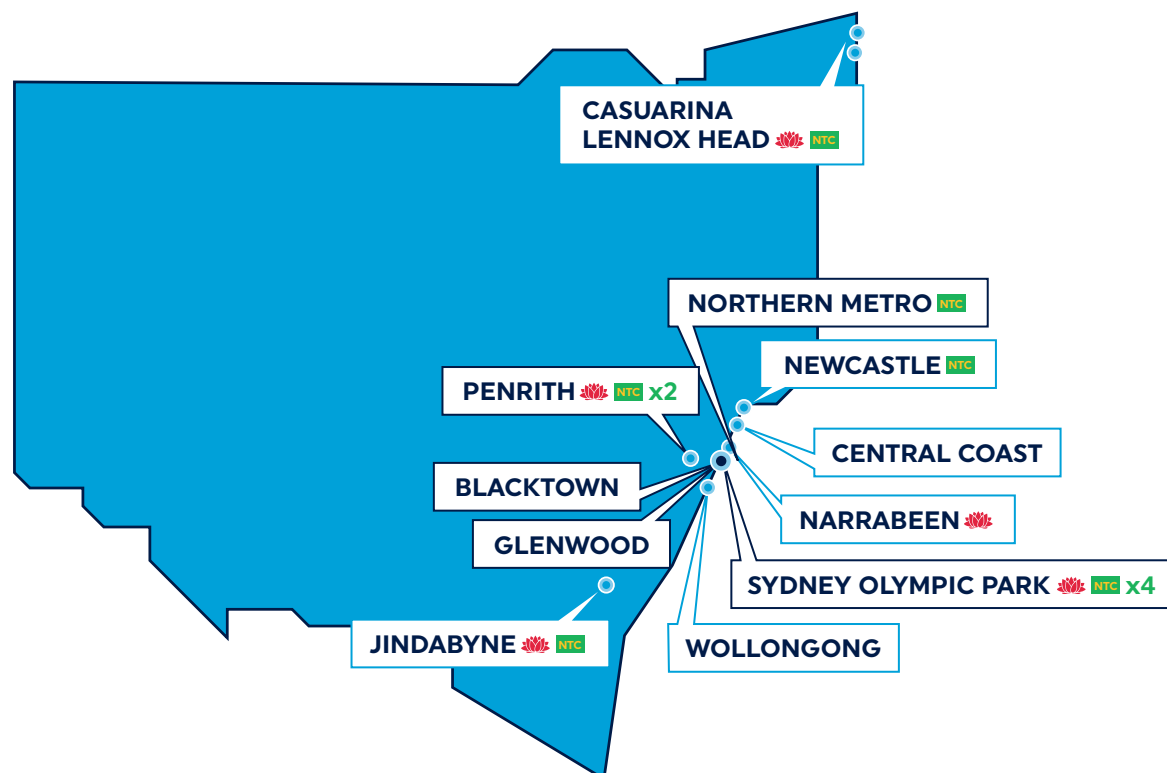 CASUARINA
LENNOX HEAD NTC
NORTHERN METRO NTC
NEWCASTLE NTC
PENRITH NTC x2
CENTRAL COAST
BLACKTOWN
NARRABEEN
GLENWOOD
SYDNEY OLYMPIC PARK NTC x4
JINDABYNE NTC
WOLLONGONG